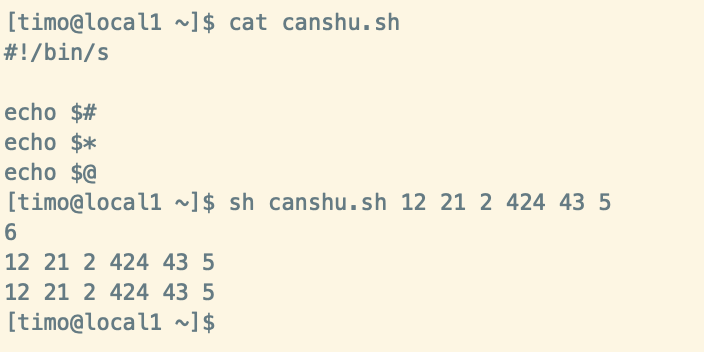 [timo@local1 ~]$ cat canshu.sh
#!/bin/s

echo $#
echo $*
echo $@
[timo@local1 ~]$ sh canshu.sh 12 21 2 424 43 5
6
12 21 2 424 43 5
12 21 2 424 43 5
[timo@local1 ~]$